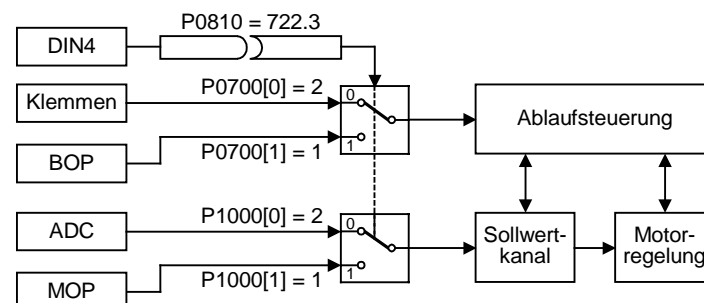 P0810 = 722.3
DIN4
Klemmen
P0700[0] = 2
0
Ablaufsteuerung
BOP
P0700[1] = 1
1
ADC
P1000[0] = 2
0
Sollwert-
kanal
Motor-
regelung
MOP
P1000[1] = 1
1